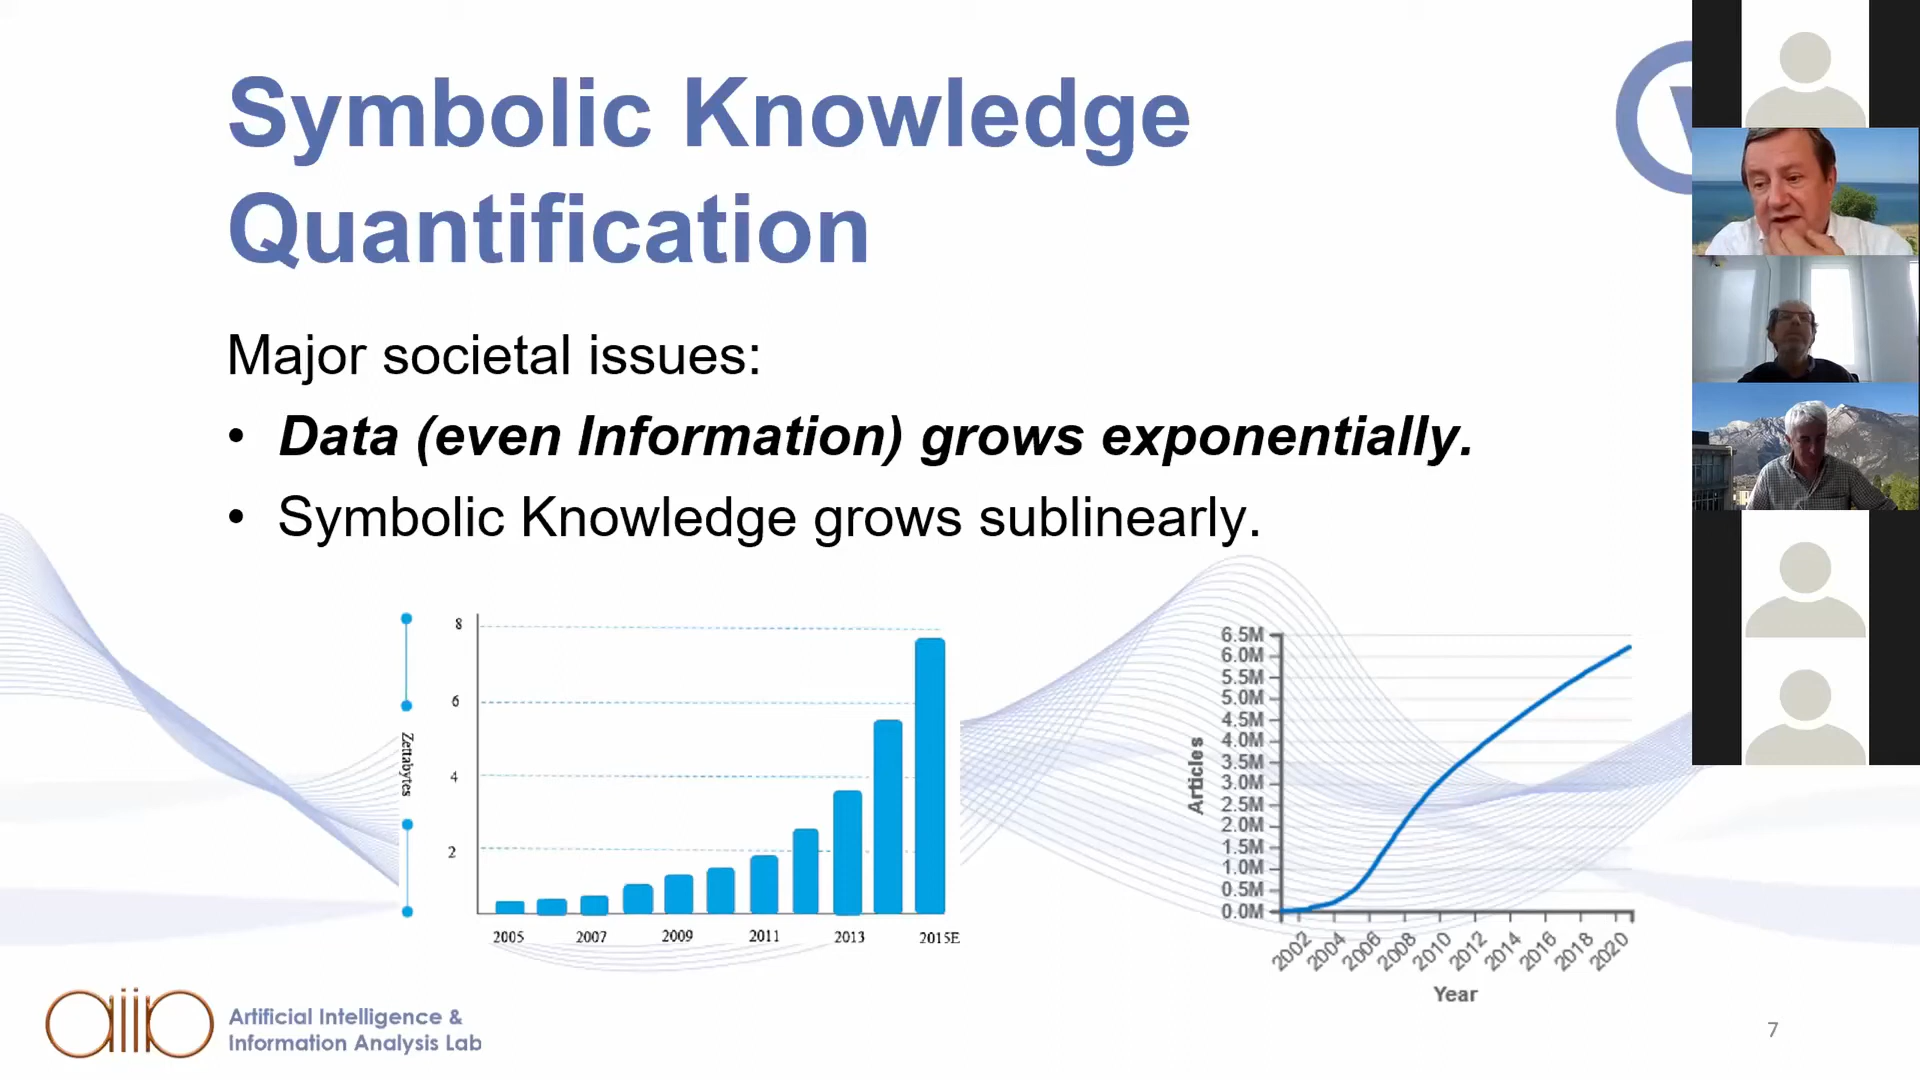 Symbolic Knowledge
Quantification
Major societal issues:
• Data (even Information) grows exponentially.
• Symbolic Knowledge grows sublinearly.
8
6
4
2
Zettabytes
2005 2007 2009 2011 2013 2015E
6.5M
6.0M
5.5M
5.0M
4.5M
4.0M
3.5M
3.0M
2.5M
2.0M
1.5M
1.0M
0.5M
0.0M
Articles
2002 2004 2006 2008 2010 2012 2014 2016 2018 2020
Year
aiia
Artificial Intelligence &
Information Analysis Lab
7